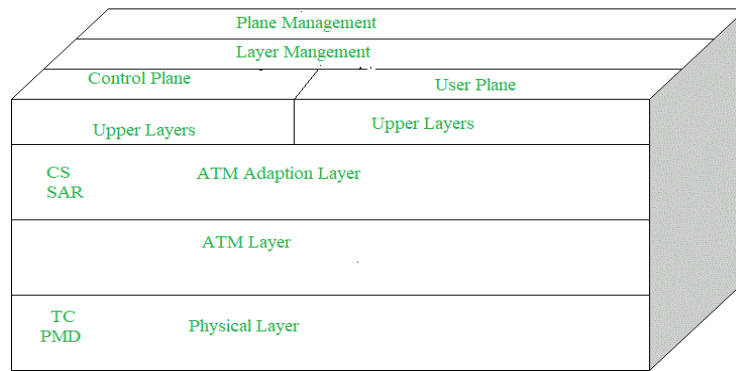 Plane Management
Layer Mangement
Control Plane
User Plane
Upper Layers
Upper Layers
CS
SAR
ATM Adaption Layer
ATM Layer
TC
PMD
Physical Layer